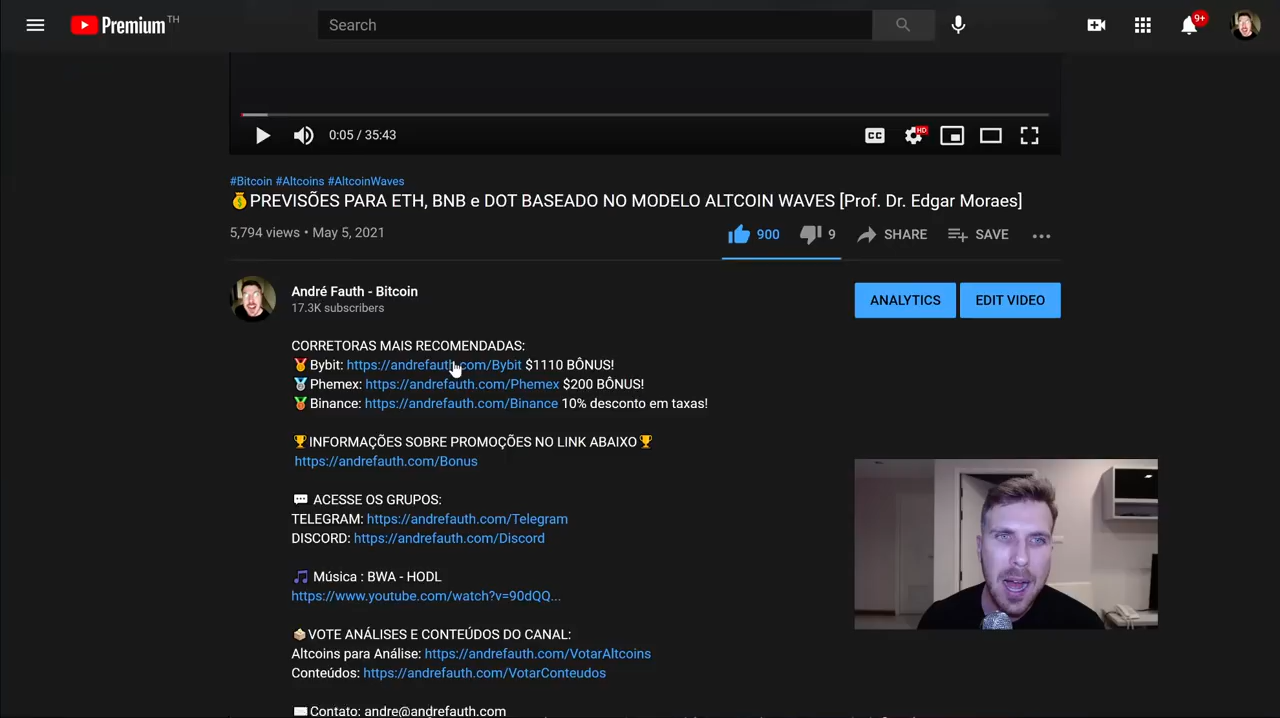 Premium TH
Search
9+
0:05 / 35:43
CC
HD
#Bitcoin #Altcoins #AltcoinWaves
PREVISÕES PARA ETH, BNB e DOT BASEADO NO MODELO ALTCOIN WAVES [Prof. Dr. Edgar Moraes]
5,794 views • May 5, 2021
900
9
SHARE
SAVE
André Fauth - Bitcoin
17.3K subscribers
ANALYTICS
EDIT VIDEO
CORRETORAS MAIS RECOMENDADAS:
Bybit: https://andrefauth.com/Bybit $1110 BÔNUS!
Phemex: https://andrefauth.com/Phemex $200 BÔNUS!
Binance: https://andrefauth.com/Binance 10% desconto em taxas!
INFORMAÇÕES SOBRE PROMOÇÕES NO LINK ABAIXO
https://andrefauth.com/Bonus
ACESSE OS GRUPOS:
TELEGRAM: https://andrefauth.com/Telegram
DISCORD: https://andrefauth.com/Discord
Música : BWA - HODL
https://www.youtube.com/watch?v=90dQQ...
VOTE ANÁLISES E CONTEÚDOS DO CANAL:
Altcoins para Análise: https://andrefauth.com/VotarAltcoins
Conteúdos: https://andrefauth.com/VotarConteudos
Contato: andre@andrefauth.com